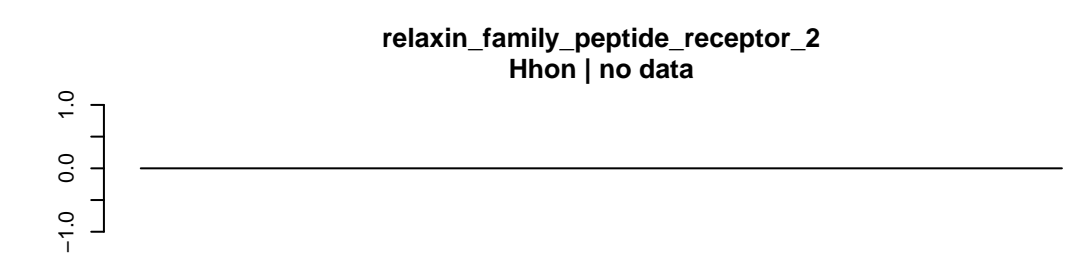 relaxin_family_peptide_receptor_2
Hhon | no data
1.0
0.0
−1.0